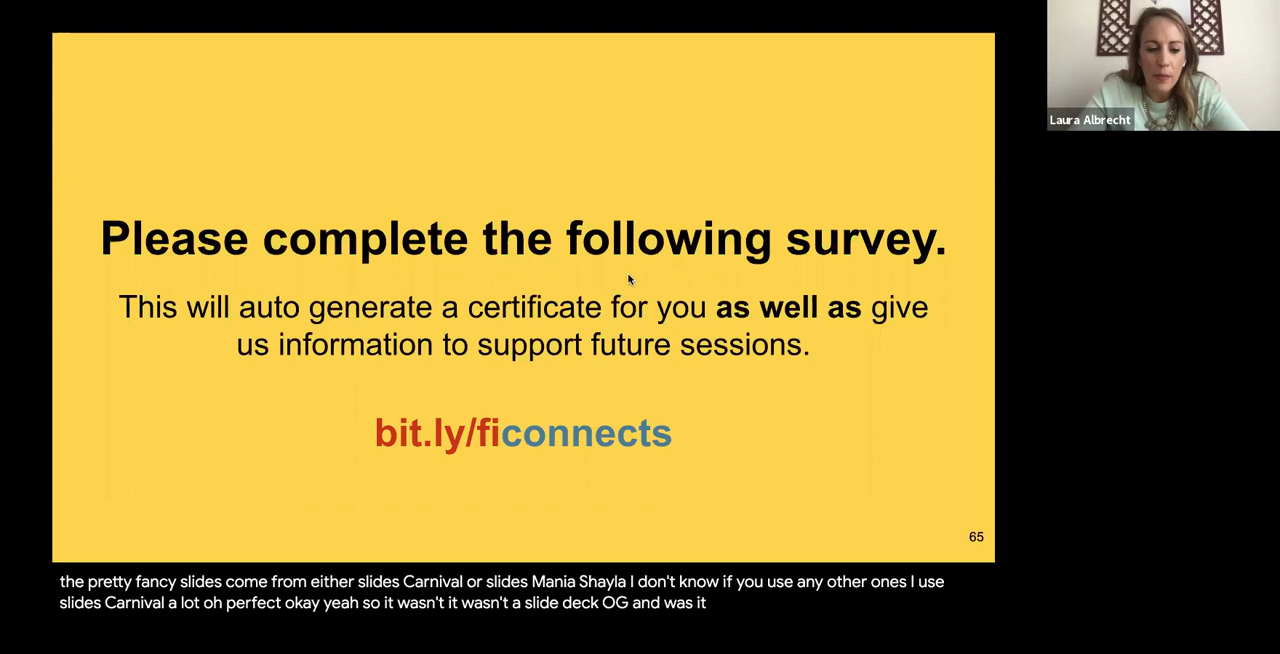 Please complete the following survey.
This will auto generate a certificate for you as well as give
us information to support future sessions.
bit.ly/ficonnects
65
Laura Albrecht
the pretty fancy slides come from either slides Carnival or slides Mania Shayla I don't know if you use any other ones I use
slides Carnival a lot oh perfect okay yeah so it wasn't it wasn't a slide deck OG and was it